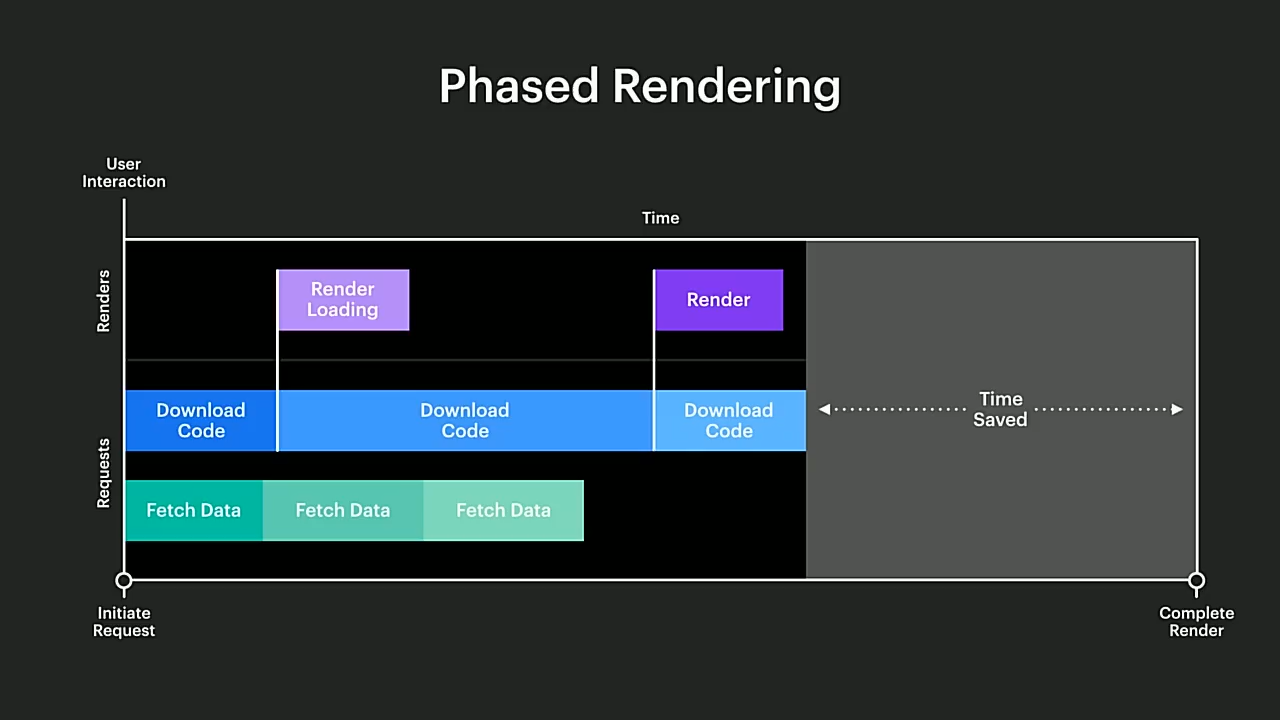 Phased Rendering
User
Interaction
Time
Renders
Render
Loading
Render
Requests
Download
Code
Download
Code
Download
Code
Time
Saved
Fetch Data
Fetch Data
Fetch Data
Initiate
Request
Complete
Render